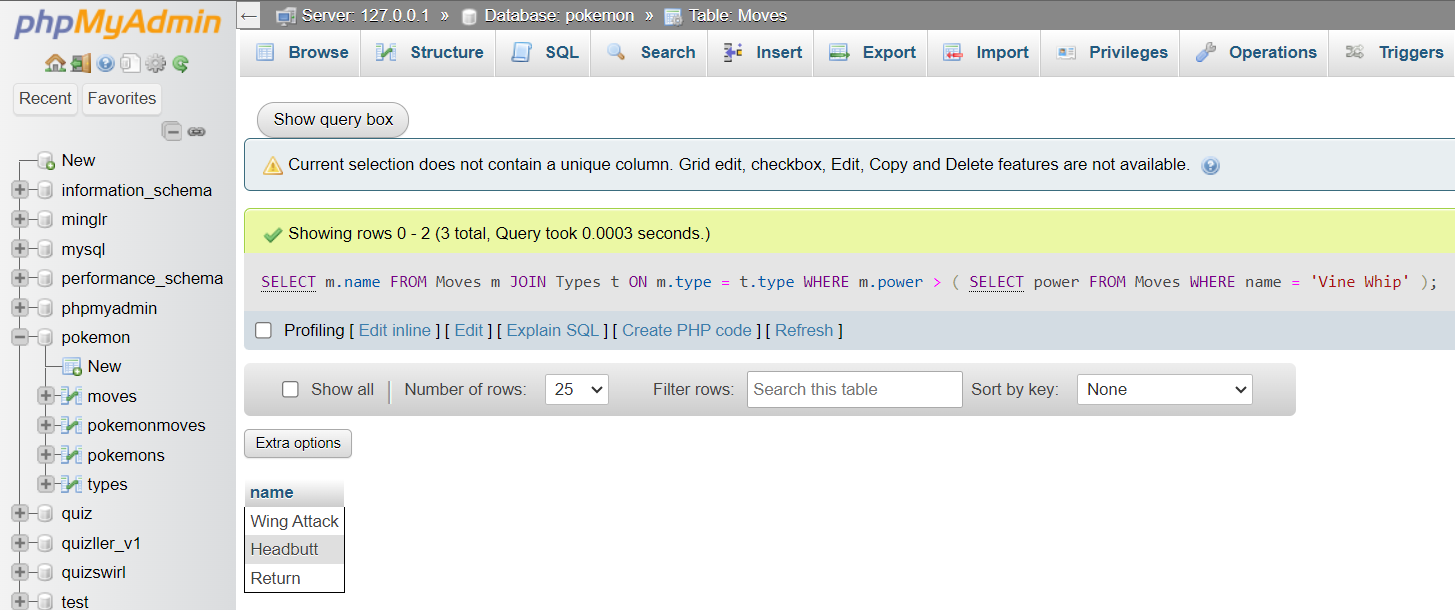 phpMyAdmin
Recent Favorites
New
information_schema
minglr
mysql
performance_schema
phpmyadmin
pokemon
New
moves
pokemonmoves
pokemons
types
quiz
quizller_v1
quizswirl
test
Server: 127.0.0.1 » Database: pokemon » Table: Moves
Browse Structure SQL Search Insert Export Import Privileges Operations Triggers
Show query box
Current selection does not contain a unique column. Grid edit, checkbox, Edit, Copy and Delete features are not available.
Showing rows 0 - 2 (3 total, Query took 0.0003 seconds.)
SELECT m.name FROM Moves m JOIN Types t ON m.type = t.type WHERE m.power > ( SELECT power FROM Moves WHERE name = 'Vine Whip' );
Profiling [ Edit inline ] [ Edit ] [ Explain SQL ] [ Create PHP code ] [ Refresh ]
Show all | Number of rows: 25 Filter rows: Search this table Sort by key: None
Extra options
name
Wing Attack
Headbutt
Return